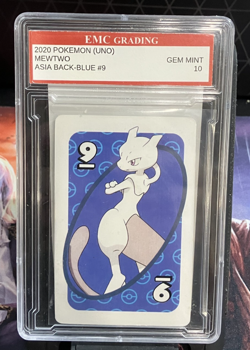 EMC GRADING
2020 POKEMON (UNO)
MEWTWO
GEM MINT
ASIA BACK-BLUE #9
10
9
9